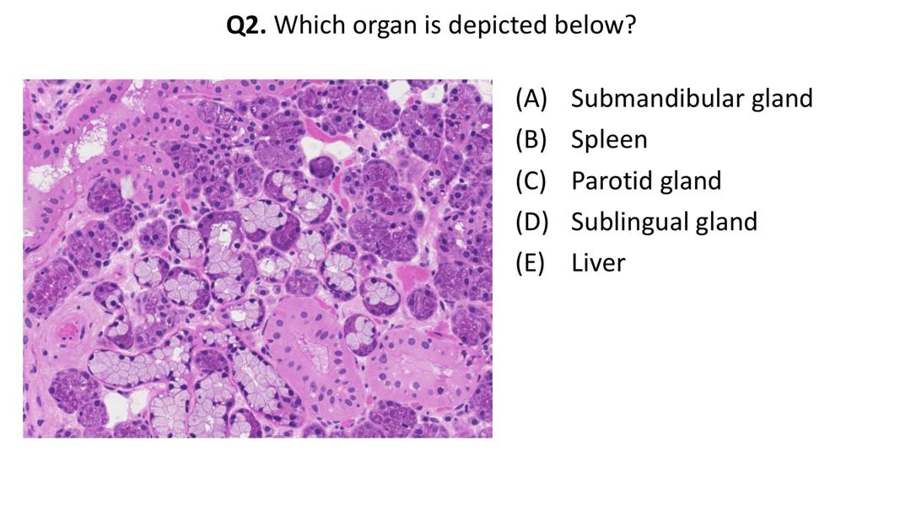 Q2. Which organ is depicted below?
(A) Submandibular gland
(B) Spleen
(C) Parotid gland
(D) Sublingual gland
(E) Liver